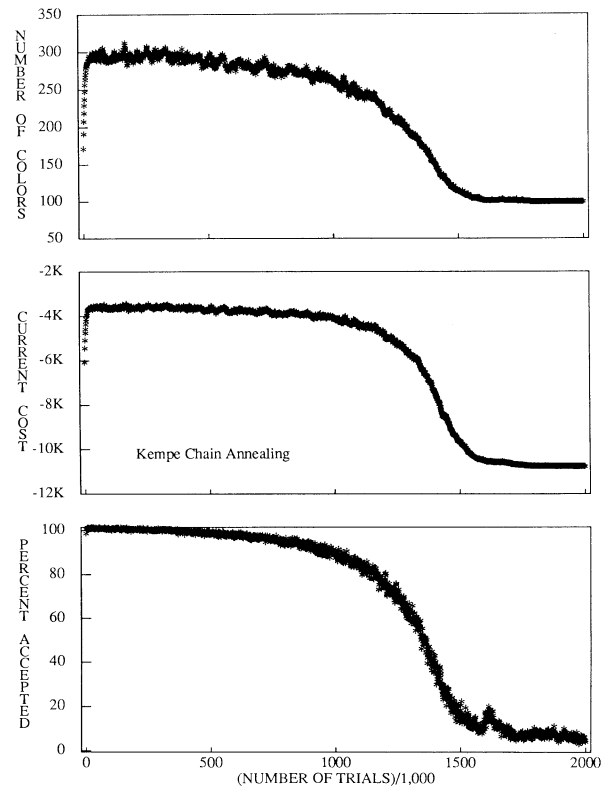 350
300
250
200
150
100
50
NUMBER OF COLORS
-2K
-4K
-6K
-8K
-10K
-12K
CURRENT COST
Kempe Chain Annealing
100
80
60
40
20
0
PERCENT ACCEPTED
0 500 1000 1500 2000
(NUMBER OF TRIALS)/1,000